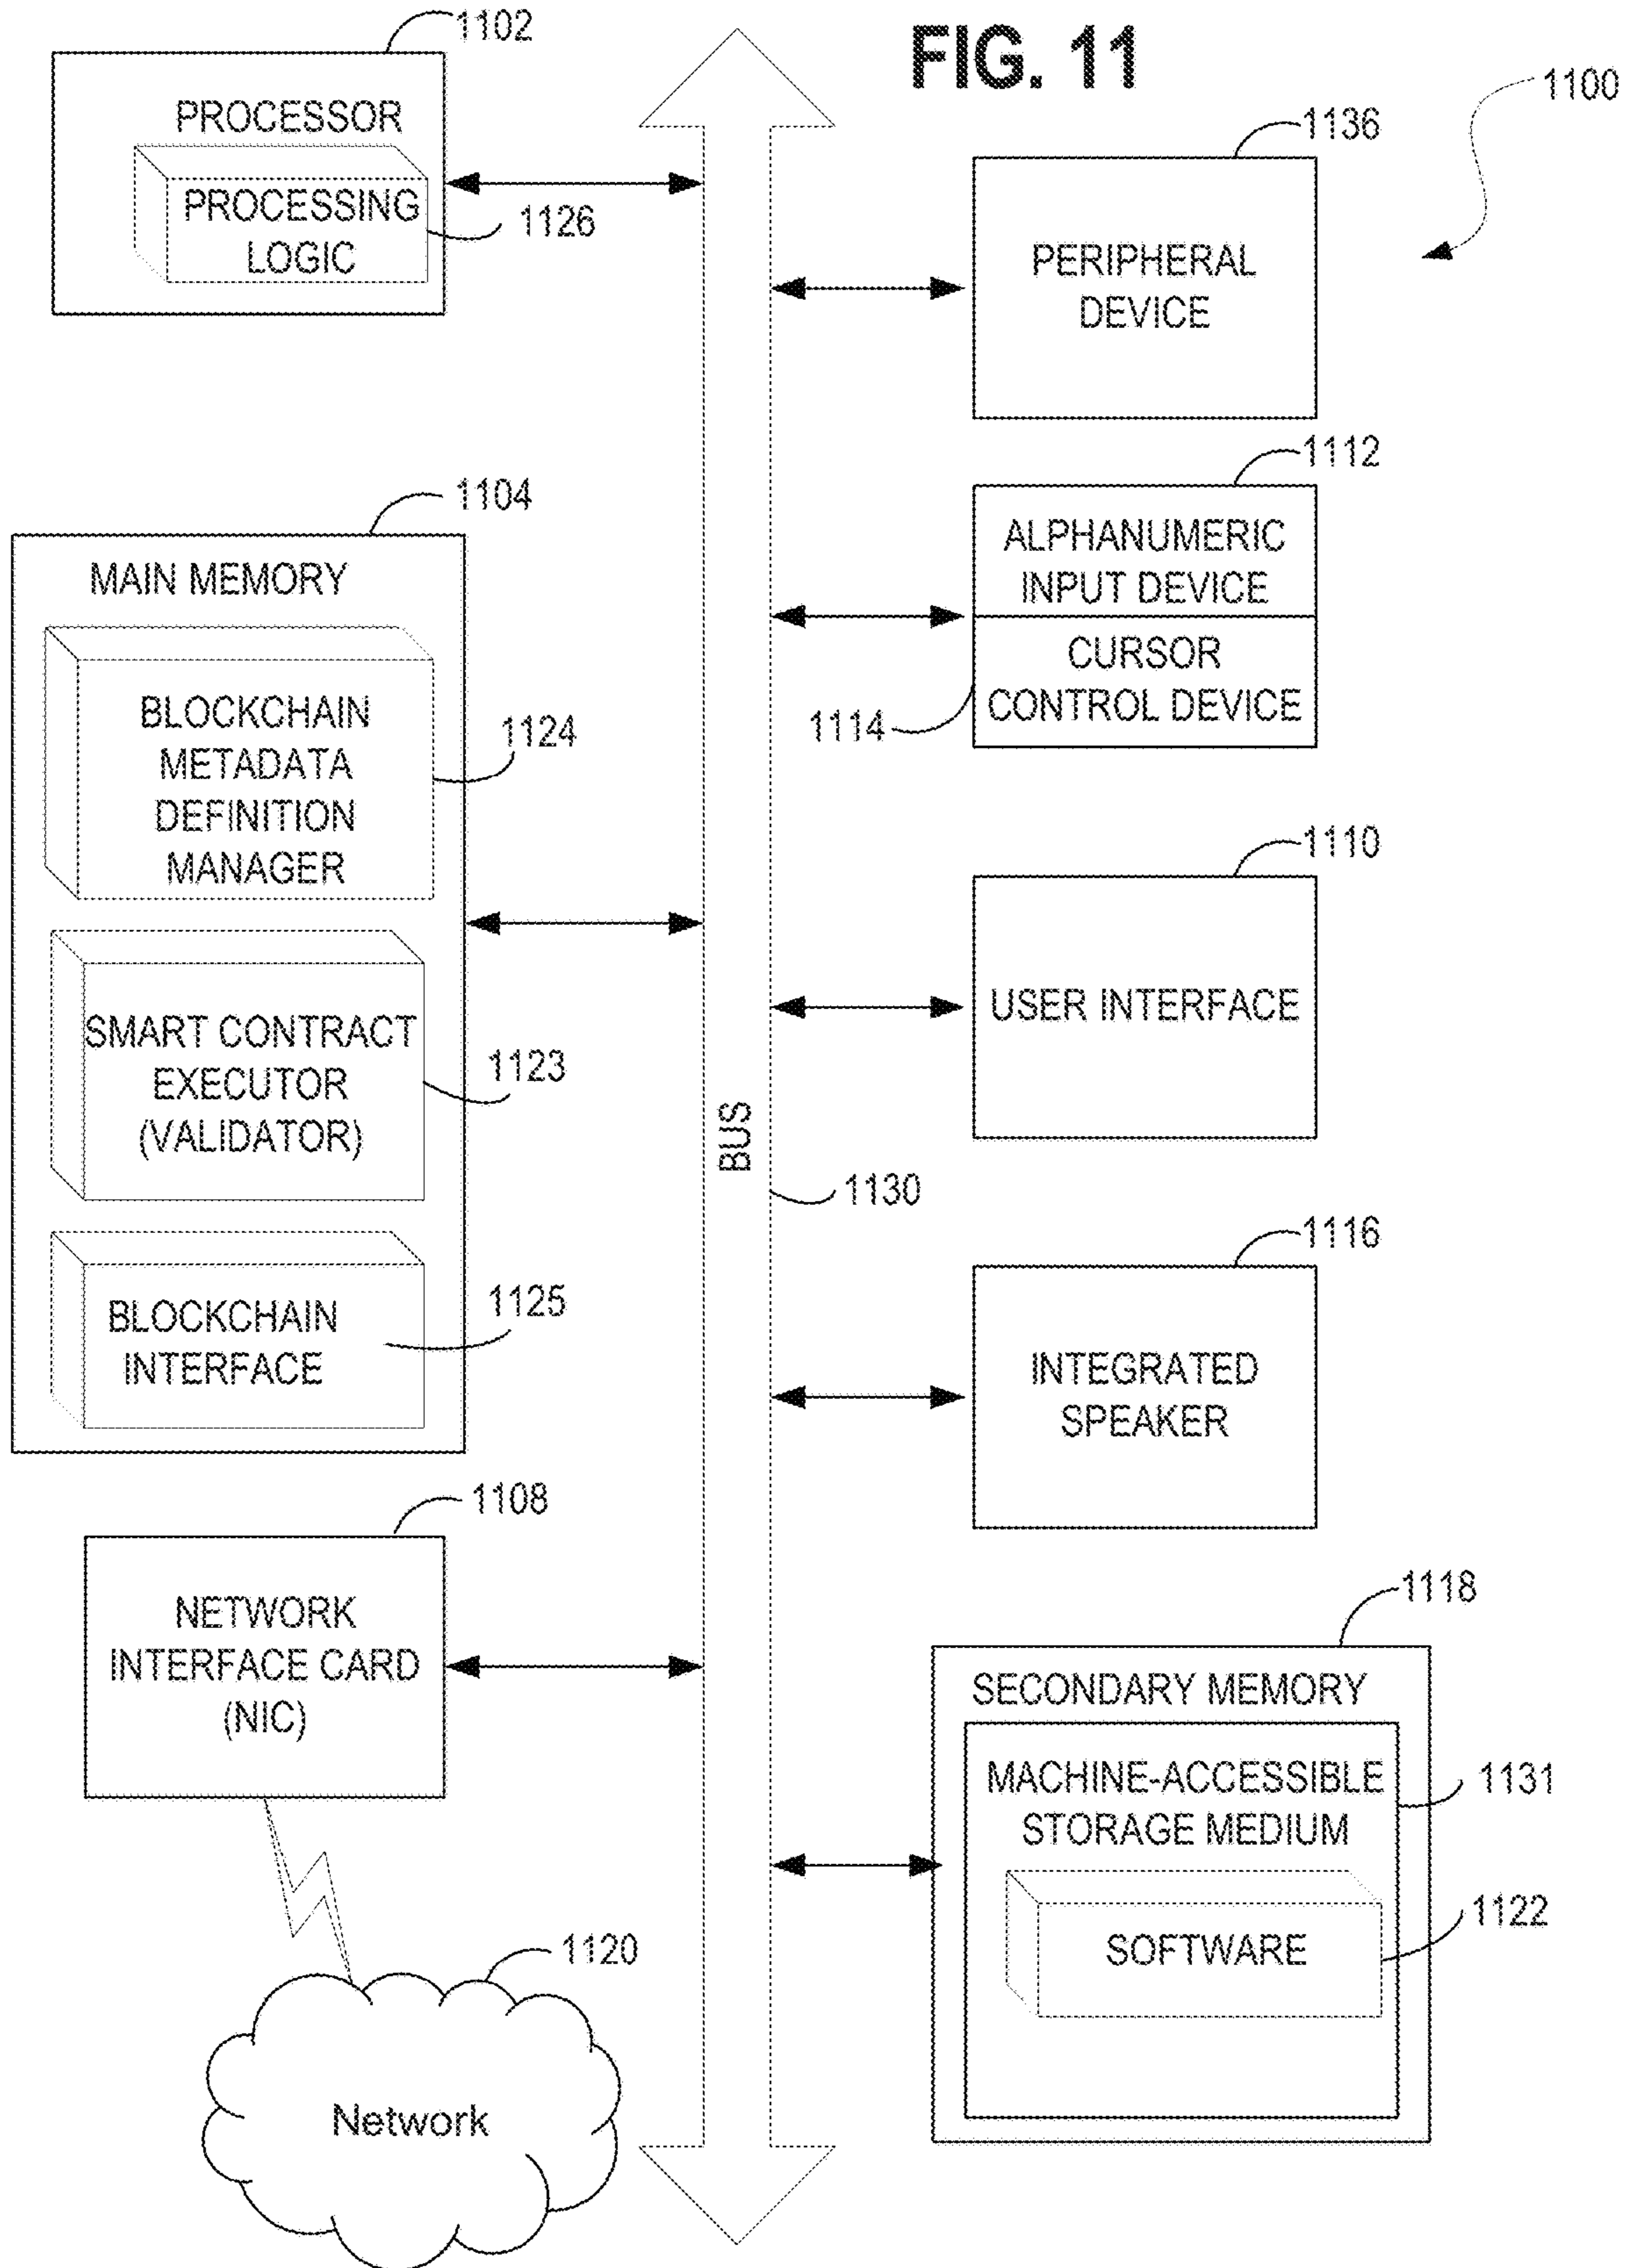 FIG. 11
1100
1102
PROCESSOR
PROCESSING
LOGIC
1126
1136
PERIPHERAL
DEVICE
1112
ALPHANUMERIC
INPUT DEVICE
CURSOR
CONTROL DEVICE
1114
1104
MAIN MEMORY
BLOCKCHAIN
METADATA
DEFINITION
MANAGER
1124
SMART CONTRACT
EXECUTOR
(VALIDATOR)
1123
BLOCKCHAIN
INTERFACE
1125
1110
USER INTERFACE
BUS
1130
1116
INTEGRATED
SPEAKER
1108
NETWORK
INTERFACE CARD
(NIC)
1118
SECONDARY MEMORY
MACHINE-ACCESSIBLE
STORAGE MEDIUM
1131
SOFTWARE
1122
1120
Network